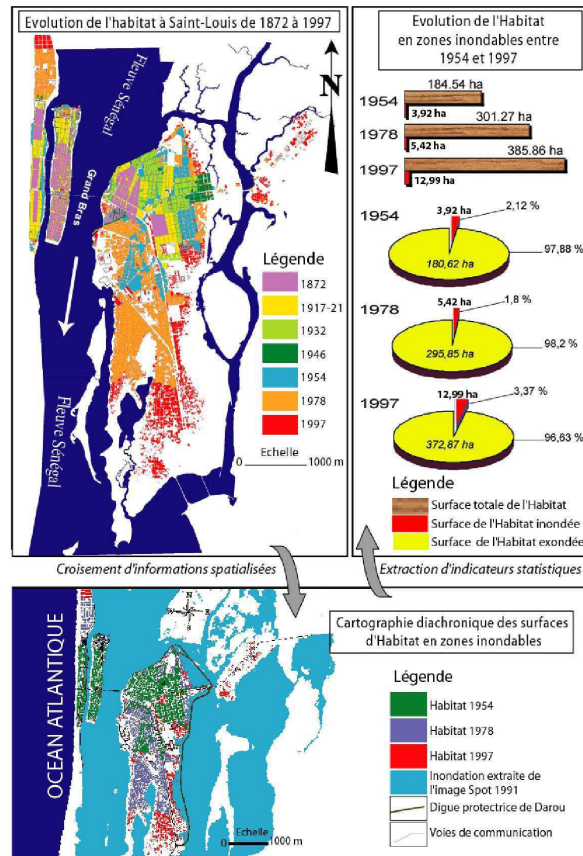 Evolution de l'habitat à Saint-Louis de 1872 à 1997
Fleuve Sénégal
N
Grand Bras
Fleuve Sénégal
Légende
1872
1917-21
1932
1946
1954
1978
1997
Echelle
0 1000 m
Evolution de l'Habitat
en zones inondables entre
1954 et 1997
184.54 ha
1954
3,92 ha
301.27 ha
1978
5,42 ha
385.86 ha
1997
12,99 ha
1954
3,92 ha
2,12 %
180,62 ha
97,88 %
1978
5,42 ha
1,8 %
295,85 ha
98,2 %
1997
12,99 ha
3,37 %
372,87 ha
96,63 %
Légende
Surface totale de l'Habitat
Surface de l'Habitat inondée
Surface de l'Habitat exondée
Croisement d'informations spatialisées
Extraction d'indicateurs statistiques
OCEAN ATLANTIQUE
Echelle
0 1000 m
Cartographie diachronique des surfaces
d'Habitat en zones inondables
Légende
Habitat 1954
Habitat 1978
Habitat 1997
Inondation extraite de
l'image Spot 1991
Digue protectrice de Darou
Voies de communication